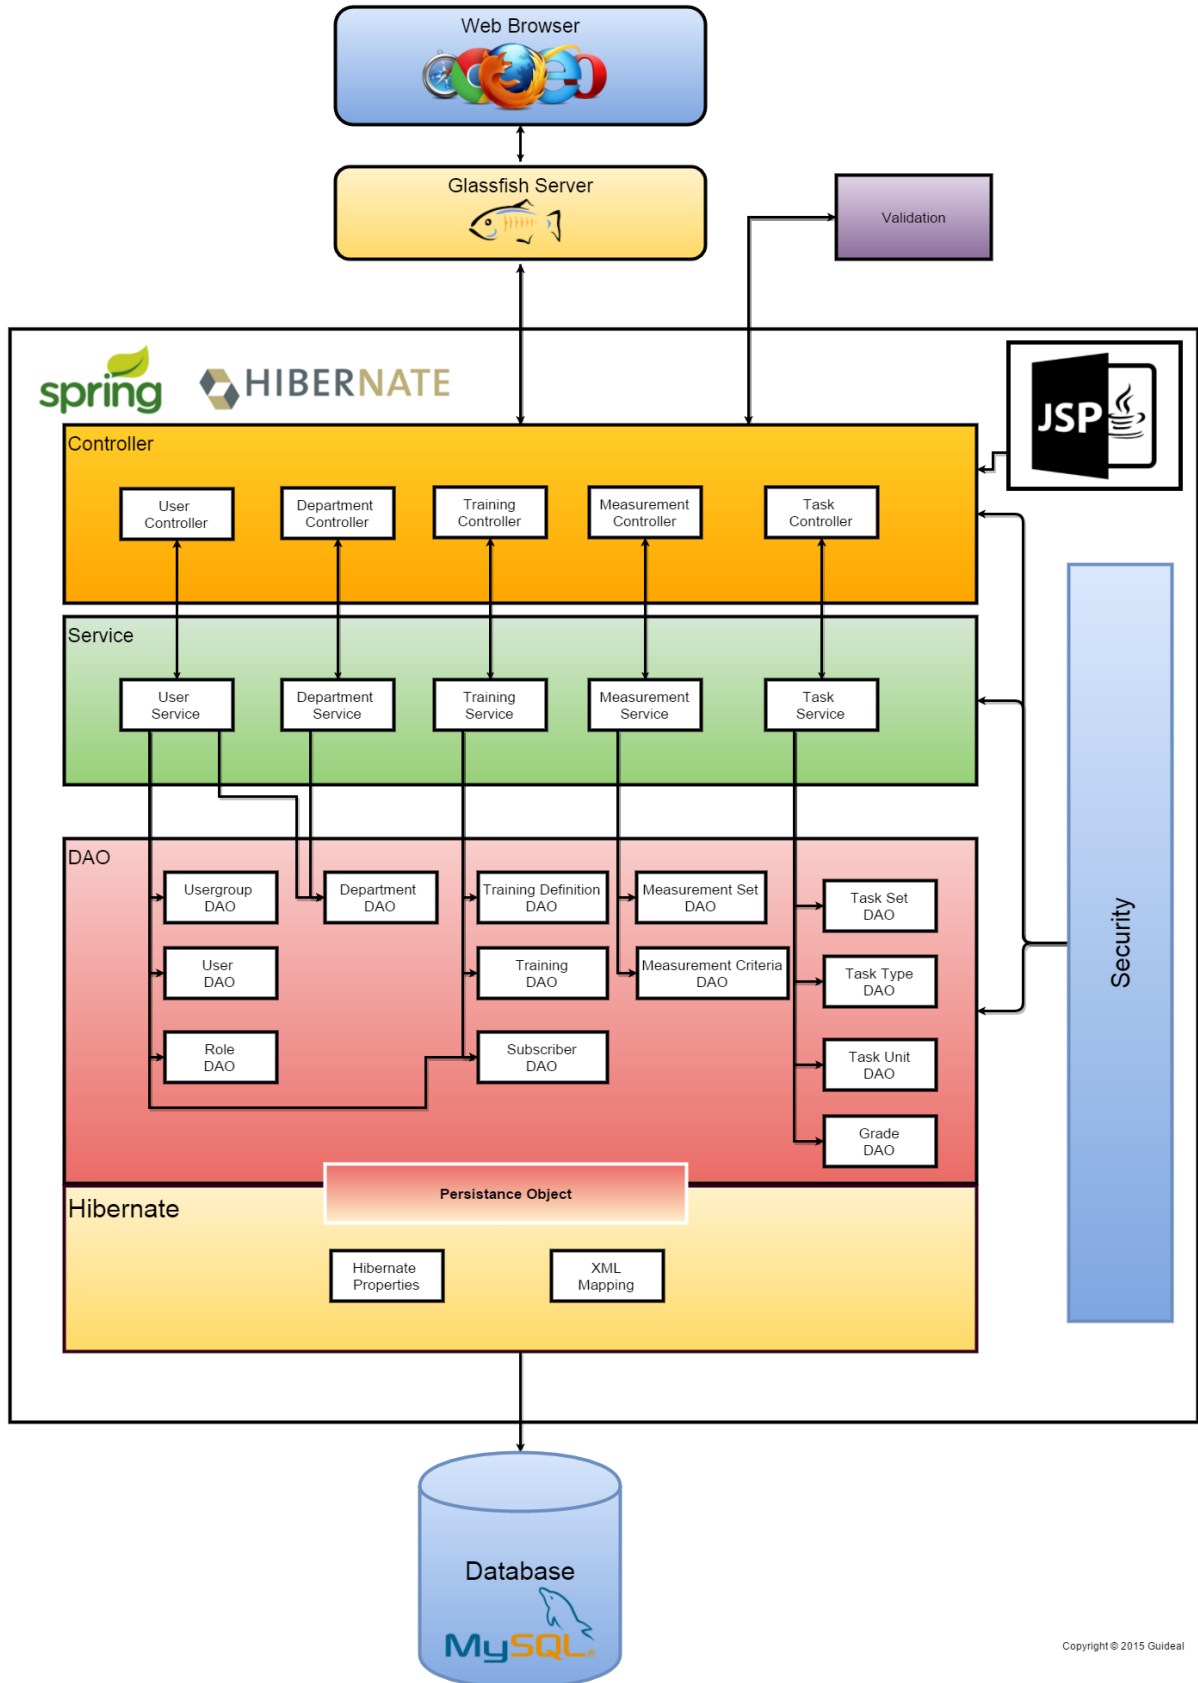 Web Browser
Glassfish Server
Validation
spring
HIBERNATE
JSP
Controller
User
Controller
Department
Controller
Training
Controller
Measurement
Controller
Task
Controller
Service
User
Service
Department
Service
Training
Service
Measurement
Service
Task
Service
DAO
Usergroup
DAO
Department
DAO
Training Definition
DAO
Measurement Set
DAO
Task Set
DAO
User
DAO
Training
DAO
Measurement Criteria
DAO
Task Type
DAO
Role
DAO
Subscriber
DAO
Task Unit
DAO
Grade
DAO
Security
Persistance Object
Hibernate
Hibernate
Properties
XML
Mapping
Database
MySQL®
Copyright © 2015 Guideal